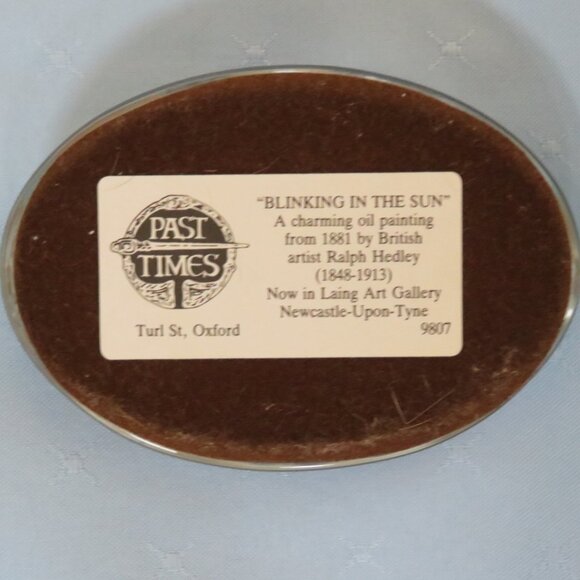 PAST
TIMES
Turl St, Oxford
"BLINKING IN THE SUN"
A charming oil painting
from 1881 by British
artist Ralph Hedley
(1848-1913)
Now in Laing Art Gallery
Newcastle-Upon-Tyne
9807